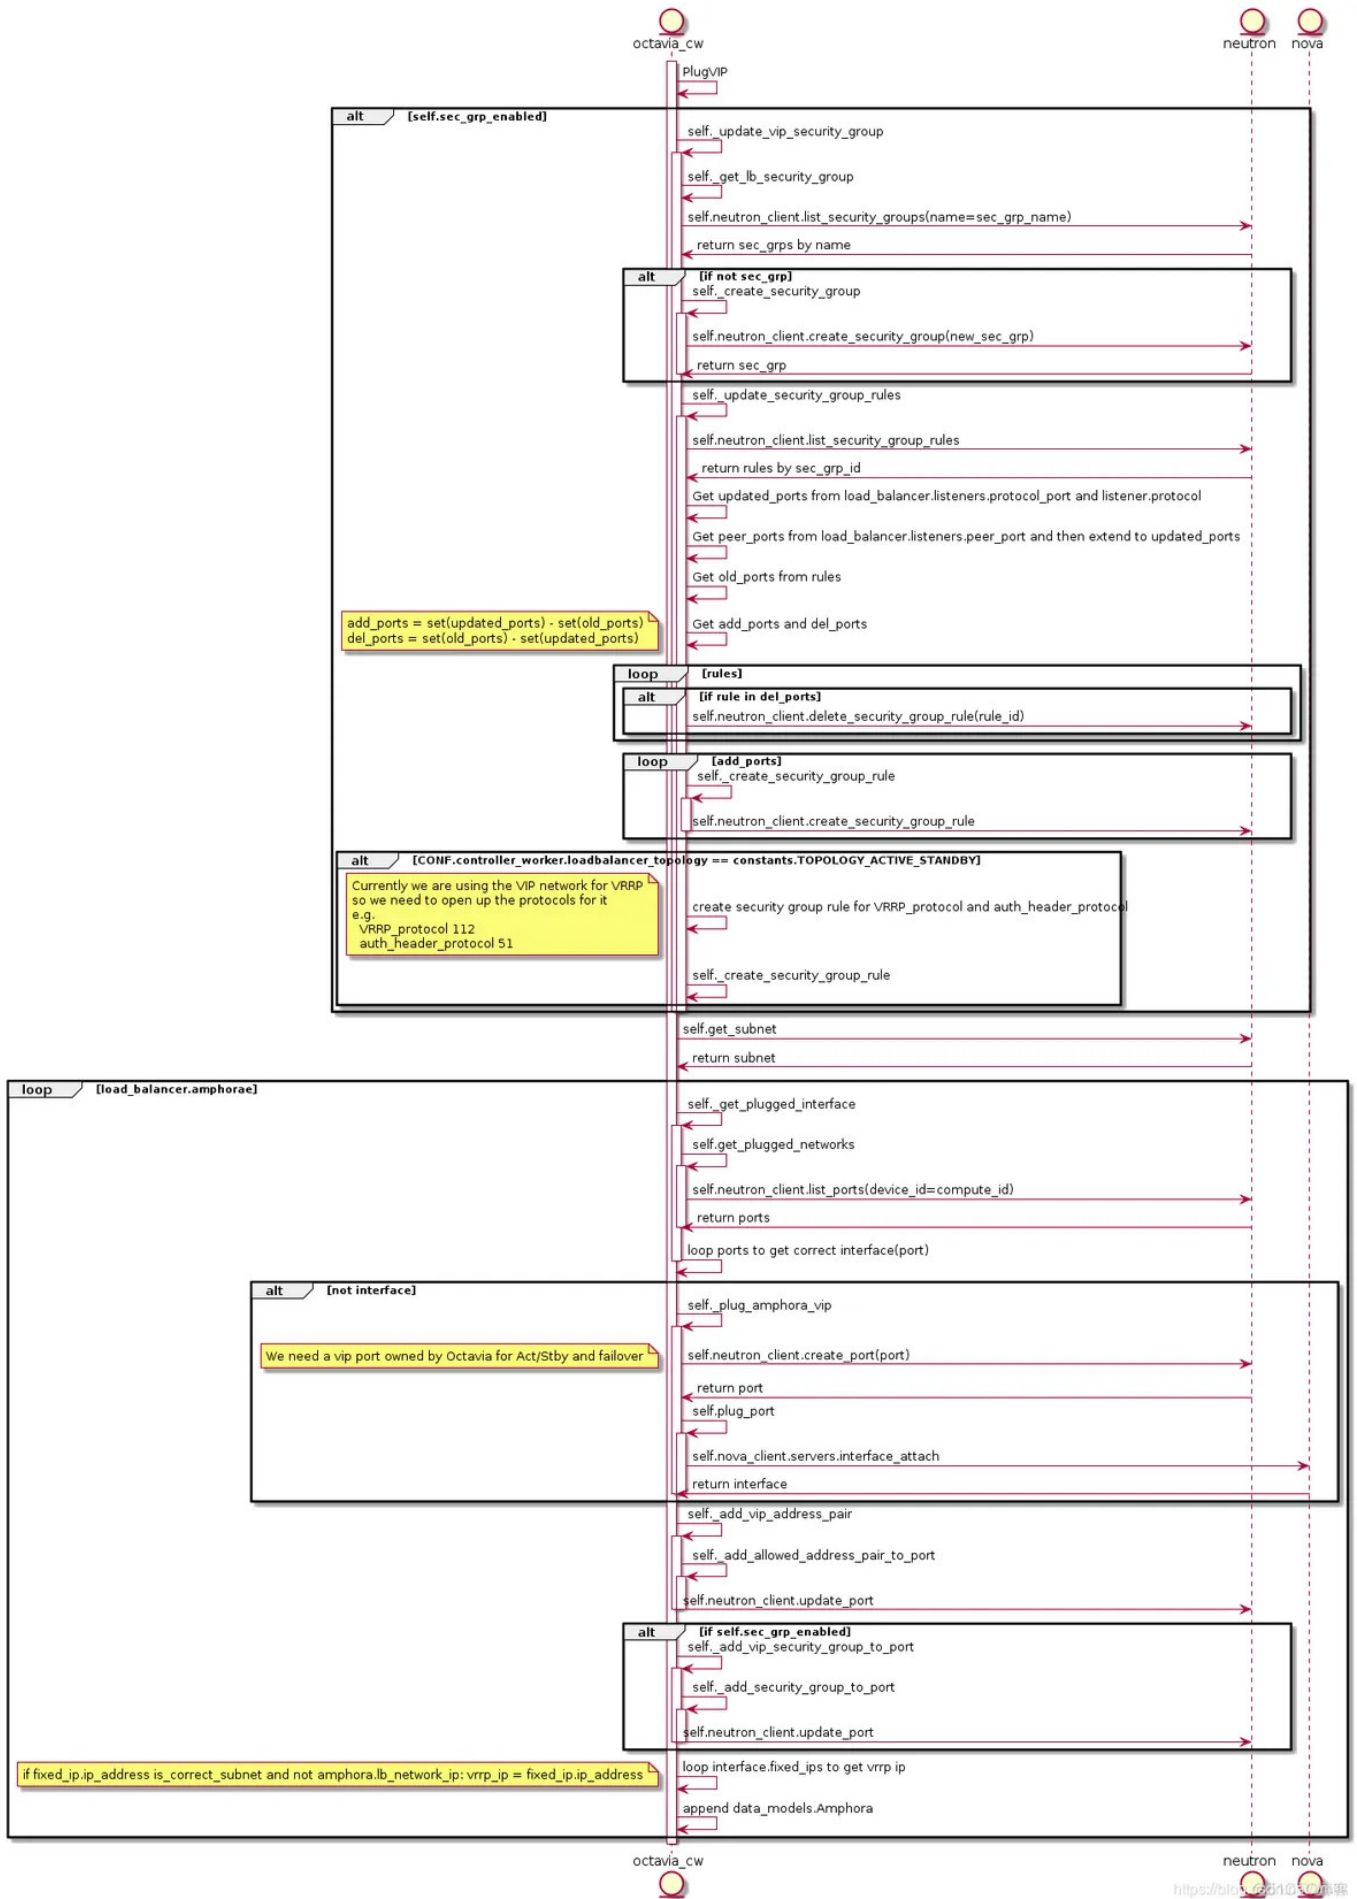 octavia_cw neutron nova
PlugVIP
alt [self.sec_grp_enabled]
self._update_vip_security_group
self._get_lb_security_group
self.neutron_client.list_security_groups(name=sec_grp_name)
return sec_grps by name
alt [if not sec_grp]
self._create_security_group
self.neutron_client.create_security_group(new_sec_grp)
return sec_grp
self._update_security_group_rules
self.neutron_client.list_security_group_rules
return rules by sec_grp_id
Get updated_ports from load_balancer.listeners.protocol_port and listener.protocol
Get peer_ports from load_balancer.listeners.peer_port and then extend to updated_ports
Get old_ports from rules
add_ports = set(updated_ports) - set(old_ports)
del_ports = set(old_ports) - set(updated_ports)
Get add_ports and del_ports
loop [rules]
alt [if rule in del_ports]
self.neutron_client.delete_security_group_rule(rule_id)
loop [add_ports]
self._create_security_group_rule
self.neutron_client.create_security_group_rule
alt [CONF.controller_worker.loadbalancer_topology == constants.TOPOLOGY_ACTIVE_STANDBY]
Currently we are using the VIP network for VRRP
so we need to open up the protocols for it
e.g.
VRRP_protocol 112
auth_header_protocol 51
create security group rule for VRRP_protocol and auth_header_protocol
self._create_security_group_rule
self.get_subnet
return subnet
loop [load_balancer.amphorae]
self._get_plugged_interface
self.get_plugged_networks
self.neutron_client.list_ports(device_id=compute_id)
return ports
loop ports to get correct interface(port)
alt [not interface]
self._plug_amphora_vip
We need a vip port owned by Octavia for Act/Stby and failover
self.neutron_client.create_port(port)
return port
self.plug_port
self.nova_client.servers.interface_attach
return interface
self._add_vip_address_pair
self._add_allowed_address_pair_to_port
self.neutron_client.update_port
alt [if self.sec_grp_enabled]
self._add_vip_security_group_to_port
self._add_security_group_to_port
self.neutron_client.update_port
if fixed_ip.ip_address is_correct_subnet and not amphora.lb_network_ip: vrrp_ip = fixed_ip.ip_address
loop interface.fixed_ips to get vrrp ip
append data_models.Amphora
octavia_cw neutron nova